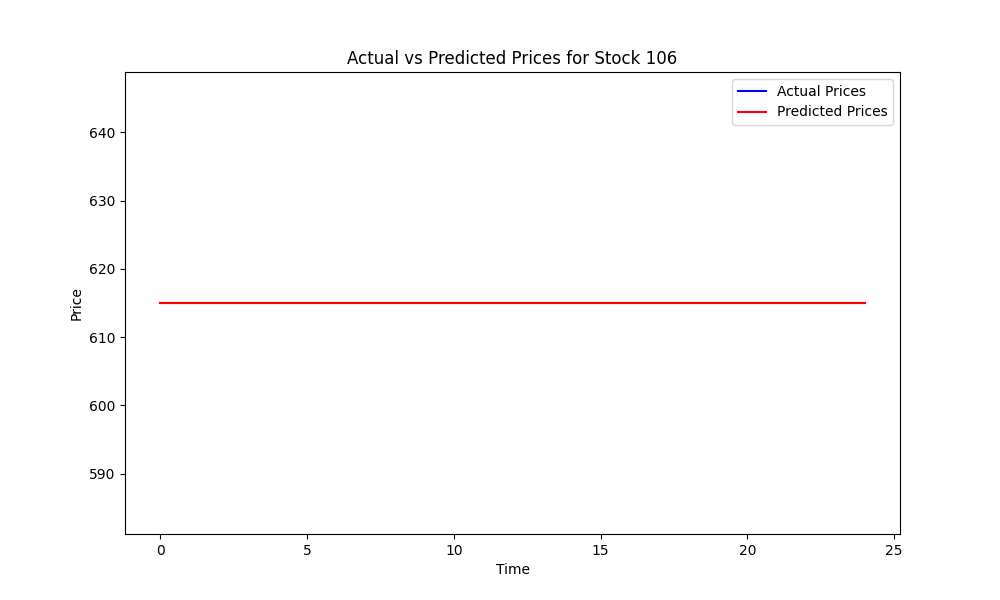 Actual vs Predicted Prices for Stock 106
Actual Prices
Predicted Prices
640
630
620
610
600
590
Price
0 5 10 15 20 25
Time